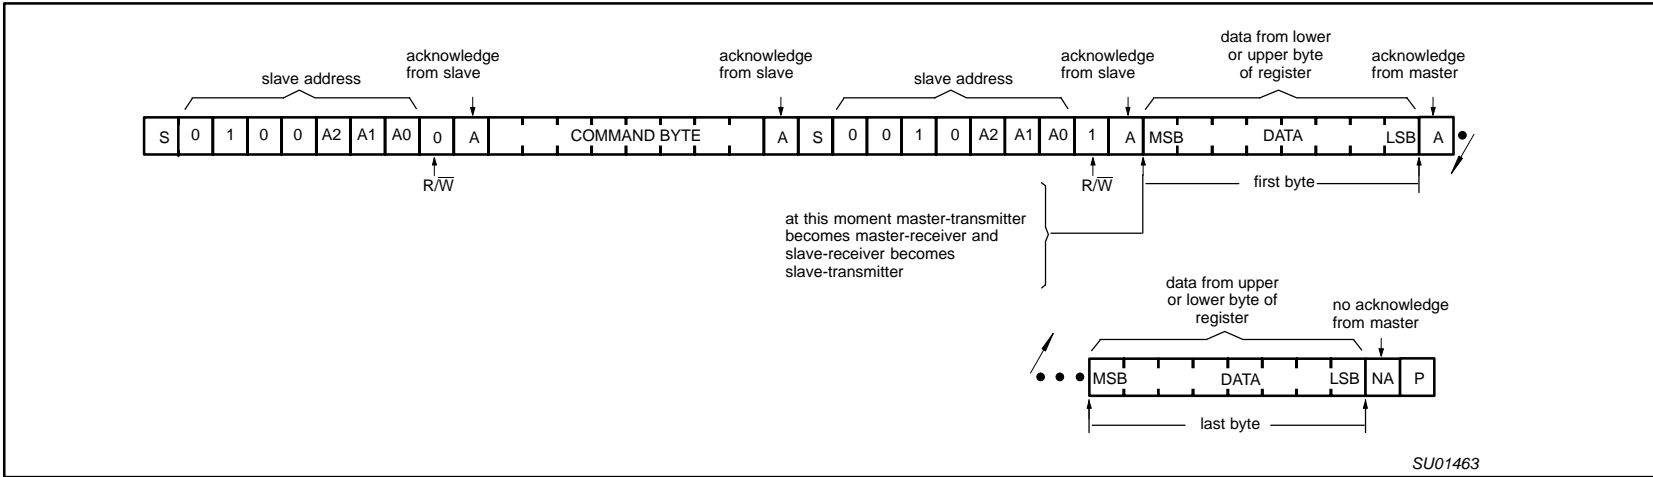 slave address
acknowledge
from slave
acknowledge
from slave
slave address
acknowledge
from slave
data from lower
or upper byte
of register
acknowledge
from master
S 0 1 0 0 A2 A1 A0 0 A COMMAND BYTE A S 0 0 1 0 A2 A1 A0 1 A MSB DATA LSB A
R/W̅
R/W̅
first byte
at this moment master-transmitter
becomes master-receiver and
slave-receiver becomes
slave-transmitter
data from upper
or lower byte of
register
no acknowledge
from master
MSB DATA LSB NA P
last byte
SU01463